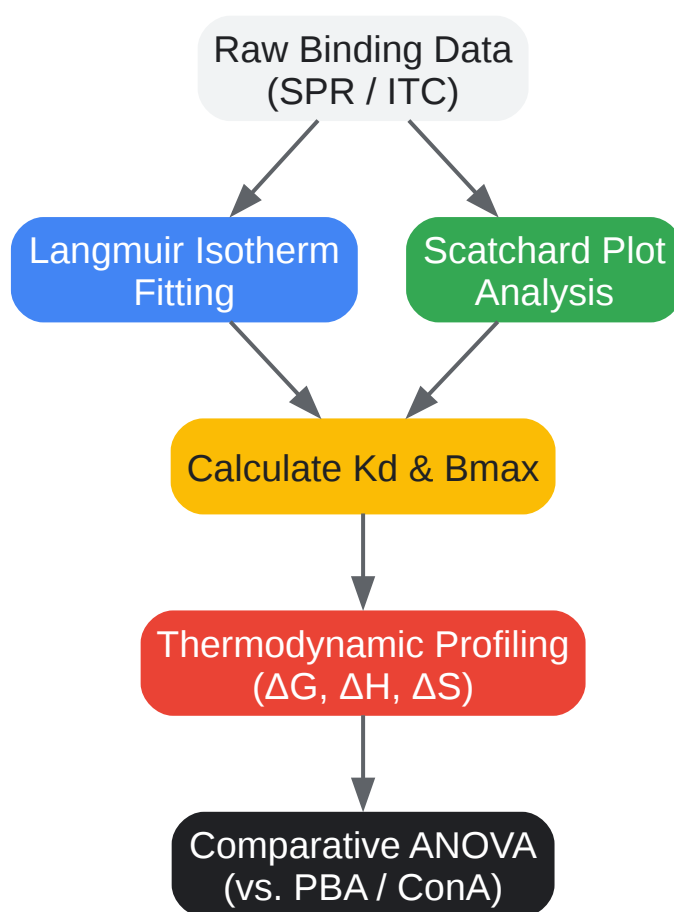 Raw Binding Data
(SPR / ITC)
Langmuir Isotherm
Fitting
Scatchard Plot
Analysis
Calculate Kd & Bmax
Thermodynamic Profiling
(ΔG, ΔH, ΔS)
Comparative ANOVA
(vs. PBA / ConA)